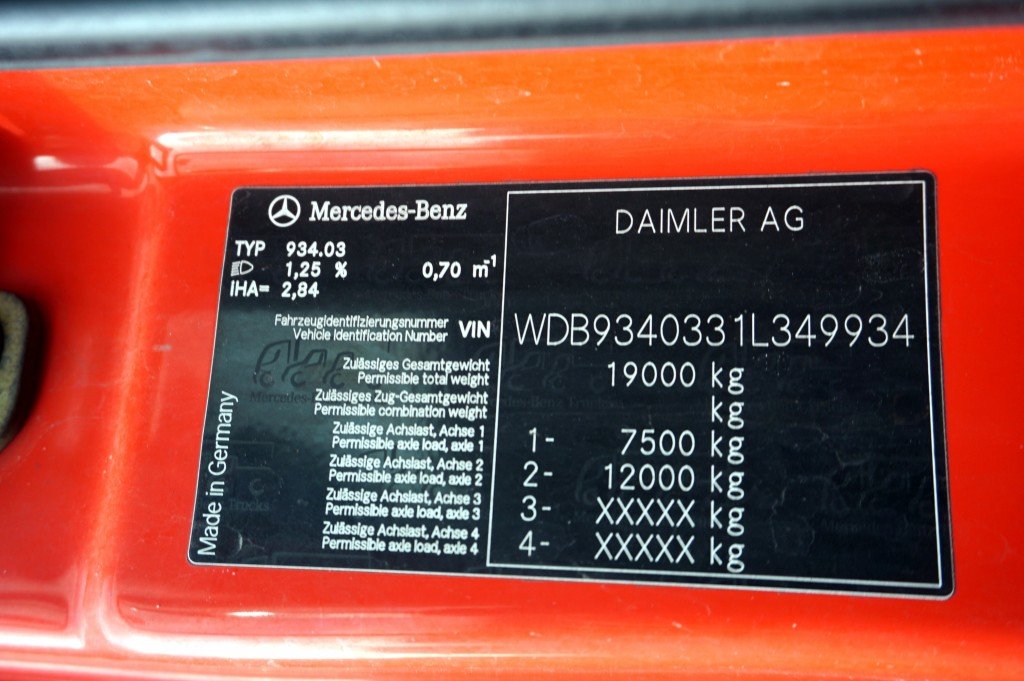 Mercedes-Benz
DAIMLER AG
TYP 934.03
1,25 % 0,70 m⁻¹
IHA= 2,84
Fahrzeugidentifizierungsnummer
Vehicle Identification Number VIN WDB9340331L349934
Zulässiges Gesamtgewicht
Permissible total weight 19000 kg
Zulässiges Zug-Gesamtgewicht
Permissible combination weight kg
Zulässige Achslast, Achse 1
Permissible axle load, axle 1 1- 7500 kg
Zulässige Achslast, Achse 2
Permissible axle load, axle 2 2- 12000 kg
Zulässige Achslast, Achse 3
Permissible axle load, axle 3 3- XXXXX kg
Zulässige Achslast, Achse 4
Permissible axle load, axle 4 4- XXXXX kg
Made in Germany